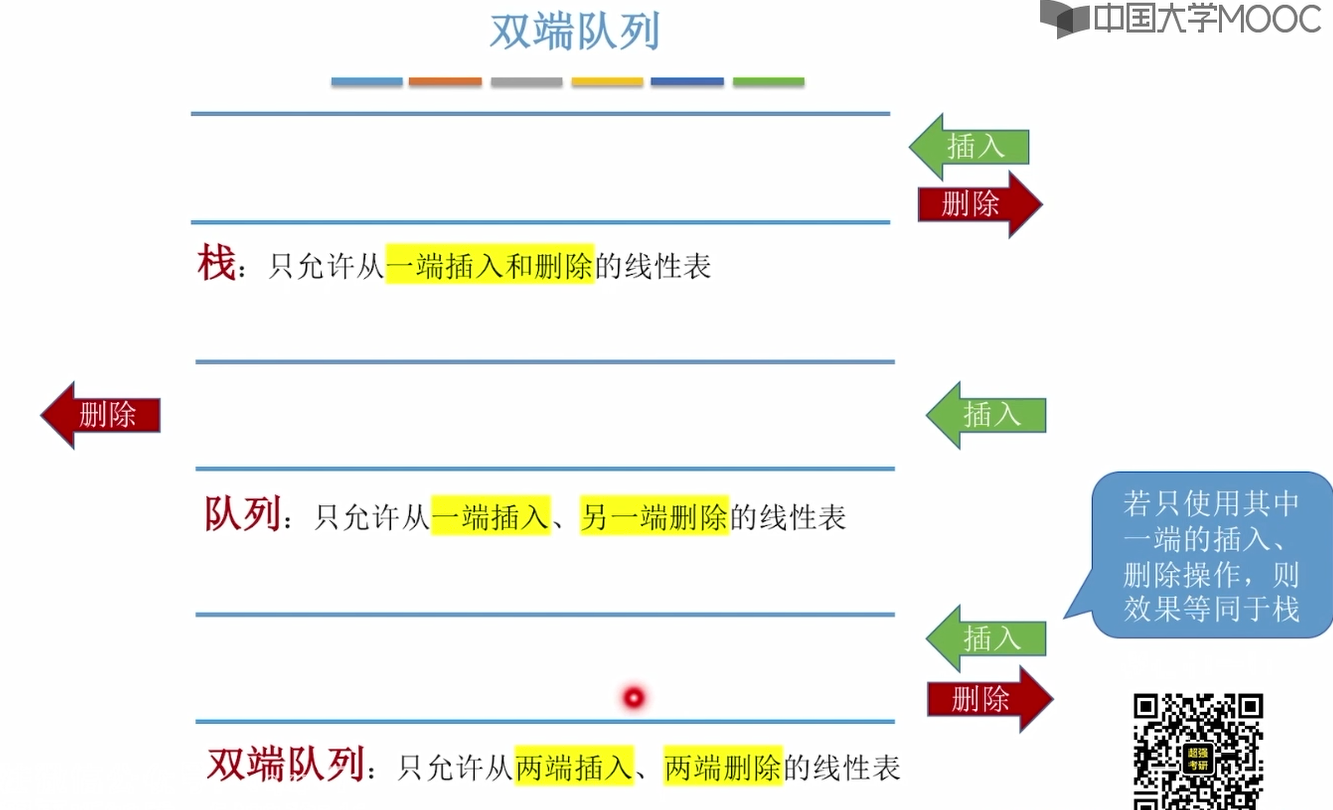 双端队列
中国大学MOOC
插入
删除
栈：只允许从一端插入和删除的线性表
删除
插入
队列：只允许从一端插入、另一端删除的线性表
若只使用其中
一端的插入、
删除操作，则
效果等同于栈
插入
删除
双端队列：只允许从两端插入、两端删除的线性表
超强
考研